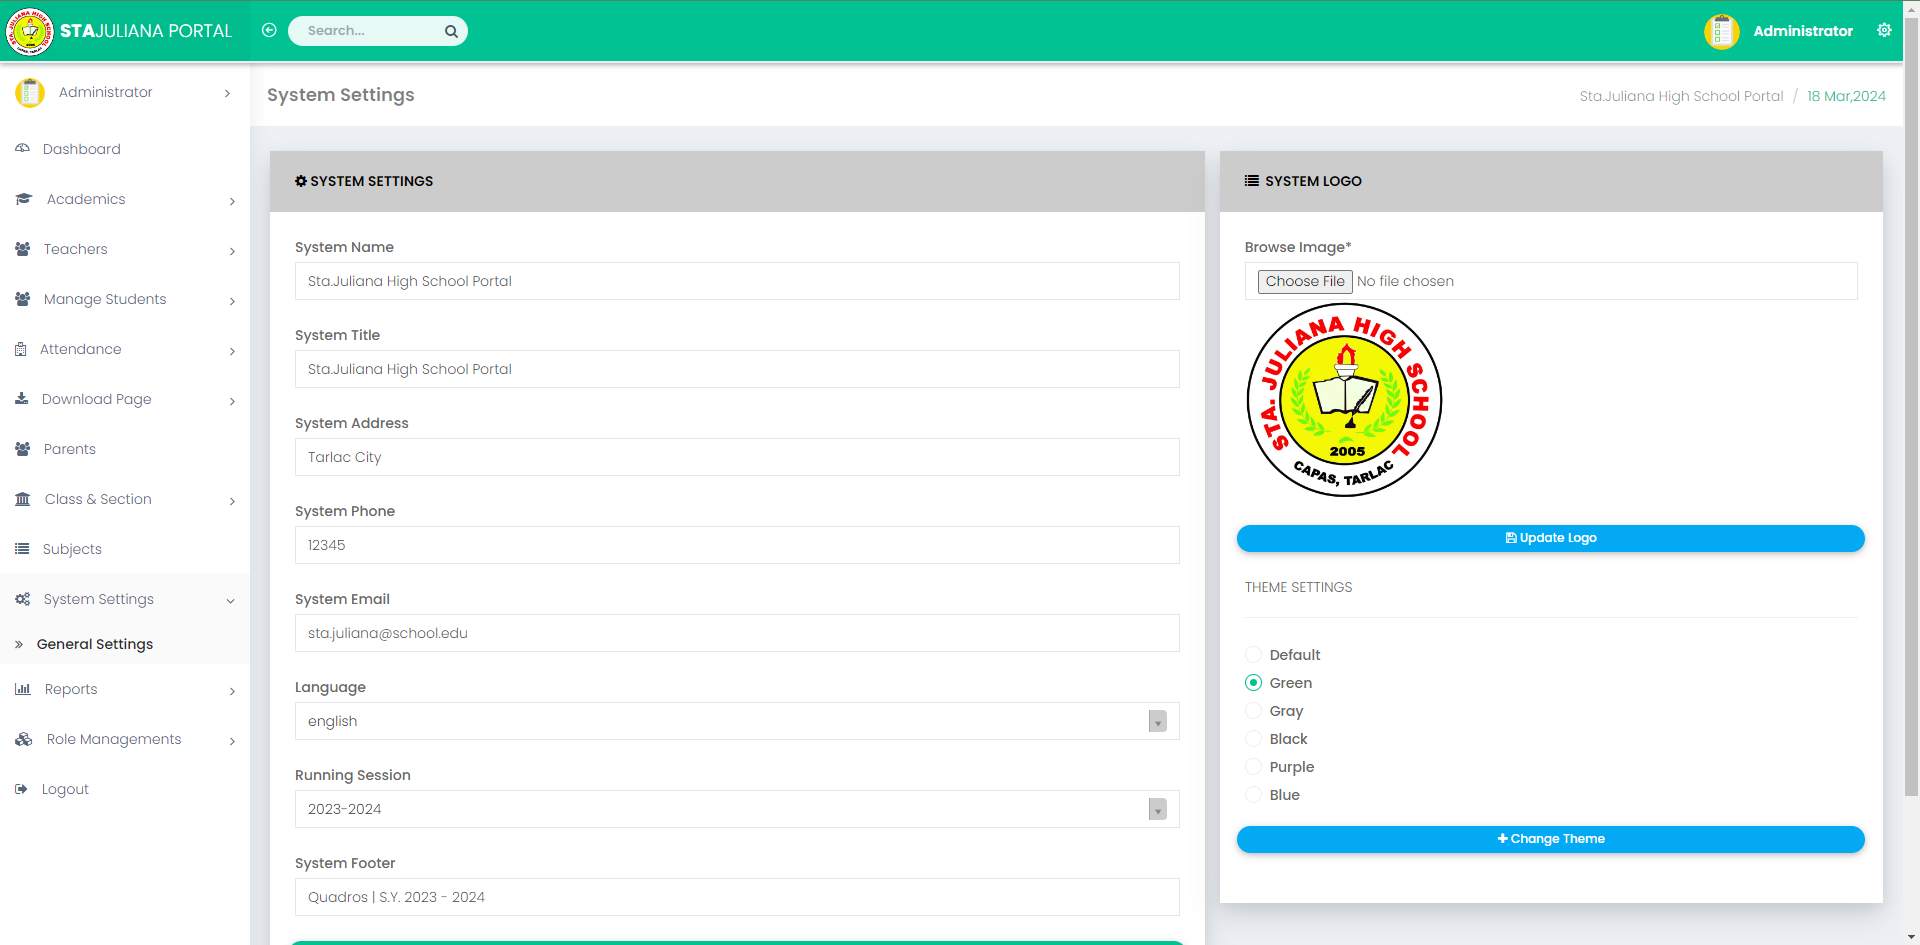 STAJULIANA PORTAL
Search...
Administrator
Administrator
Dashboard
Academics
Teachers
Manage Students
Attendance
Download Page
Parents
Class & Section
Subjects
System Settings
General Settings
Reports
Role Managements
Logout
System Settings
Sta.Juliana High School Portal / 18 Mar,2024
SYSTEM SETTINGS
System Name
Sta.Juliana High School Portal
System Title
Sta.Juliana High School Portal
System Address
Tarlac City
System Phone
12345
System Email
sta.juliana@school.edu
Language
english
Running Session
2023-2024
System Footer
Quadros | S.Y. 2023 - 2024
SYSTEM LOGO
Browse Image*
Choose File No file chosen
STA. JULIANA HIGH SCHOOL
2005
CAPAS, TARLAC
Update Logo
THEME SETTINGS
Default
Green
Gray
Black
Purple
Blue
Change Theme